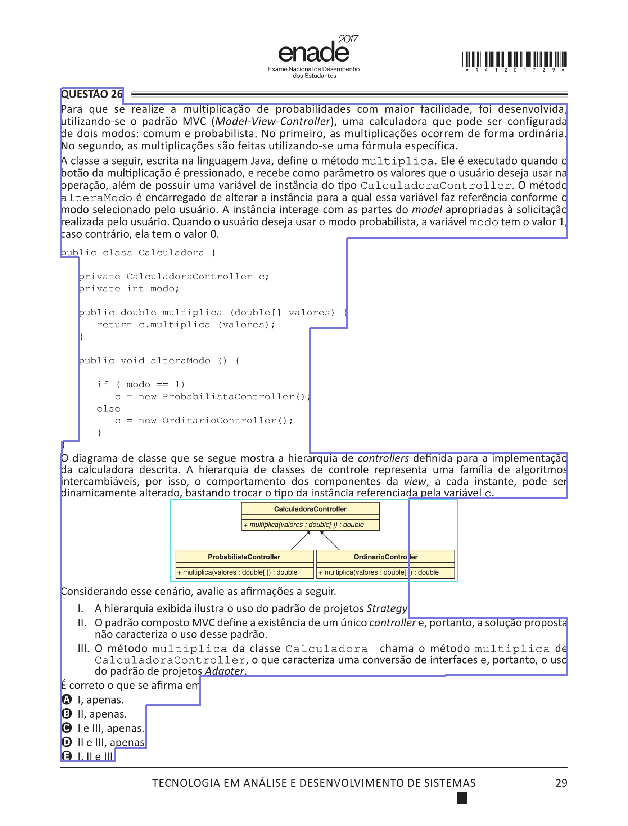 enade 2017
Exame Nacional de Desempenho
dos Estudantes
*R2412017299*
QUESTÃO 26
Para que se realize a multiplicação de probabilidades com maior facilidade, foi desenvolvida,
utilizando-se o padrão MVC (Model-View-Controller), uma calculadora que pode ser configurada
de dois modos: comum e probabilista. No primeiro, as multiplicações ocorrem de forma ordinária.
No segundo, as multiplicações são feitas utilizando-se uma fórmula específica.
A classe a seguir, escrita na linguagem Java, define o método multiplica. Ele é executado quando o
botão da multiplicação é pressionado, e recebe como parâmetro os valores que o usuário deseja usar na
operação, além de possuir uma variável de instância do tipo CalculadoraController. O método
alteraModo é encarregado de alterar a instância para a qual essa variável faz referência conforme o
modo selecionado pelo usuário. A instância interage com as partes do model apropriadas à solicitação
realizada pelo usuário. Quando o usuário deseja usar o modo probabilista, a variável modo tem o valor 1,
caso contrário, ela tem o valor 0.
public class Calculadora {
private CalculadoraController c;
private int modo;
public double multiplica (double[] valores) {
return c.multiplica (valores);
}
public void alteraModo () {
if ( modo == 1)
c = new ProbabilistaController();
else
c = new OrdinarioController();
}
}
O diagrama de classe que se segue mostra a hierarquia de controllers definida para a implementação
da calculadora descrita. A hierarquia de classes de controle representa uma família de algoritmos
intercambiáveis, por isso, o comportamento dos componentes da view, a cada instante, pode ser
dinamicamente alterado, bastando trocar o tipo da instância referenciada pela variável c.
CalculadoraController
+ multiplica(valores : double[ ]) : double
ProbabilistaController OrdinarioController
+ multiplica(valores : double[ ]) : double + multiplica(valores : double[ ]) : double
Considerando esse cenário, avalie as afirmações a seguir.
I. A hierarquia exibida ilustra o uso do padrão de projetos Strategy.
II. O padrão composto MVC define a existência de um único controller e, portanto, a solução proposta
não caracteriza o uso desse padrão.
III. O método multiplica da classe Calculadora chama o método multiplica de
CalculadoraController, o que caracteriza uma conversão de interfaces e, portanto, o uso
do padrão de projetos Adapter.
É correto o que se afirma em
A I, apenas.
B II, apenas.
C I e III, apenas.
D II e III, apenas.
E I, II e III.
TECNOLOGIA EM ANÁLISE E DESENVOLVIMENTO DE SISTEMAS 29